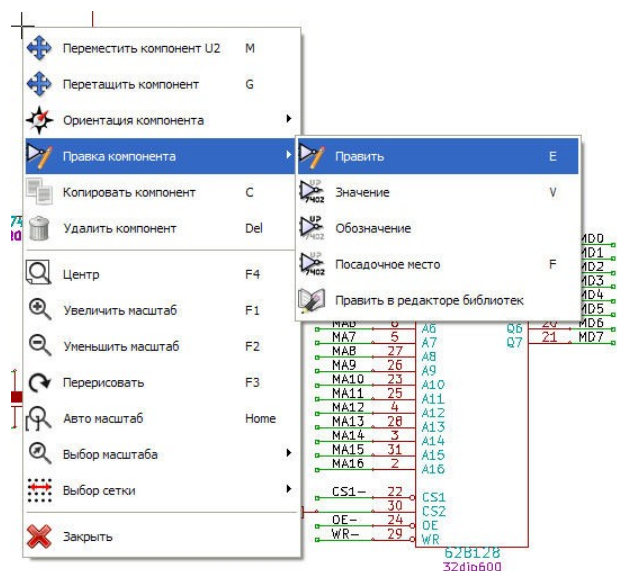 Переместить компонент U2 M
Перетащить компонент G
Ориентация компонента
Правка компонента
Копировать компонент C
Удалить компонент Del
Центр F4
Увеличить масштаб F1
Уменьшить масштаб F2
Перерисовать F3
Авто масштаб Home
Выбор масштаба
Выбор сетки
Закрыть
Править E
Значение V
Обозначение
Посадочное место F
Править в редакторе библиотек
74
MD0
MD1
MD2
MD3
MD4
MD5
MA6 6 A6 Q6 20 MD6
MA7 5 A7 Q7 21 MD7
MA8 27 A8
MA9 26 A9
MA10 23 A10
MA11 25 A11
MA12 4 A12
MA13 28 A13
MA14 3 A14
MA15 31 A15
MA16 2 A16
CS1- 22 CS1
30 CS2
OE- 24 OE
WR- 29 WR
628128
32dip600